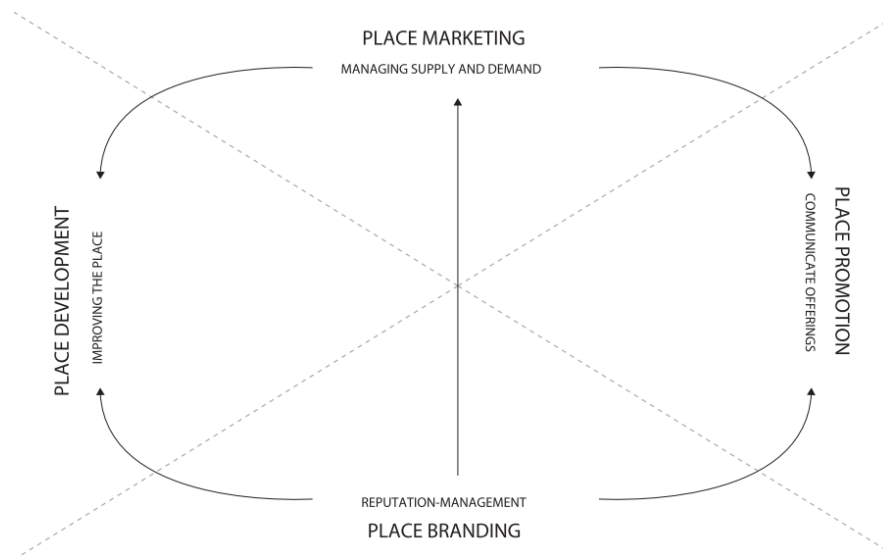 PLACE MARKETING
MANAGING SUPPLY AND DEMAND
PLACE DEVELOPMENT
IMPROVING THE PLACE
COMMUNICATE OFFERINGS
PLACE PROMOTION
REPUTATION-MANAGEMENT
PLACE BRANDING